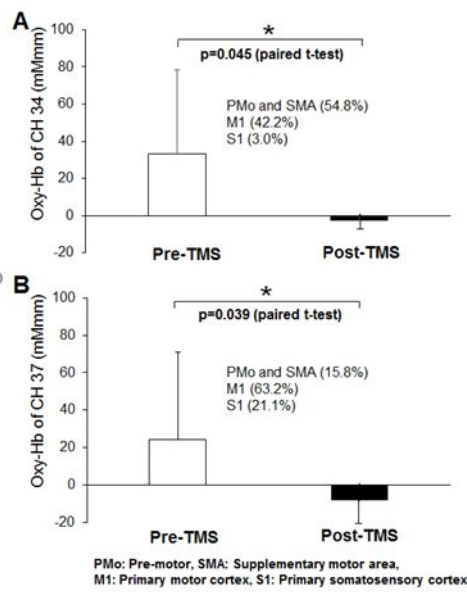 A
*
p=0.045 (paired t-test)
Oxy-Hb of CH 34 (mMmm)
100
80
60
40
20
0
-20
PMo and SMA (54.8%)
M1 (42.2%)
S1 (3.0%)
Pre-TMS Post-TMS
B
*
p=0.039 (paired t-test)
Oxy-Hb of CH 37 (mMmm)
100
80
60
40
20
0
-20
PMo and SMA (15.8%)
M1 (63.2%)
S1 (21.1%)
Pre-TMS Post-TMS
PMo: Pre-motor, SMA: Supplementary motor area,
M1: Primary motor cortex, S1: Primary somatosensory cortex